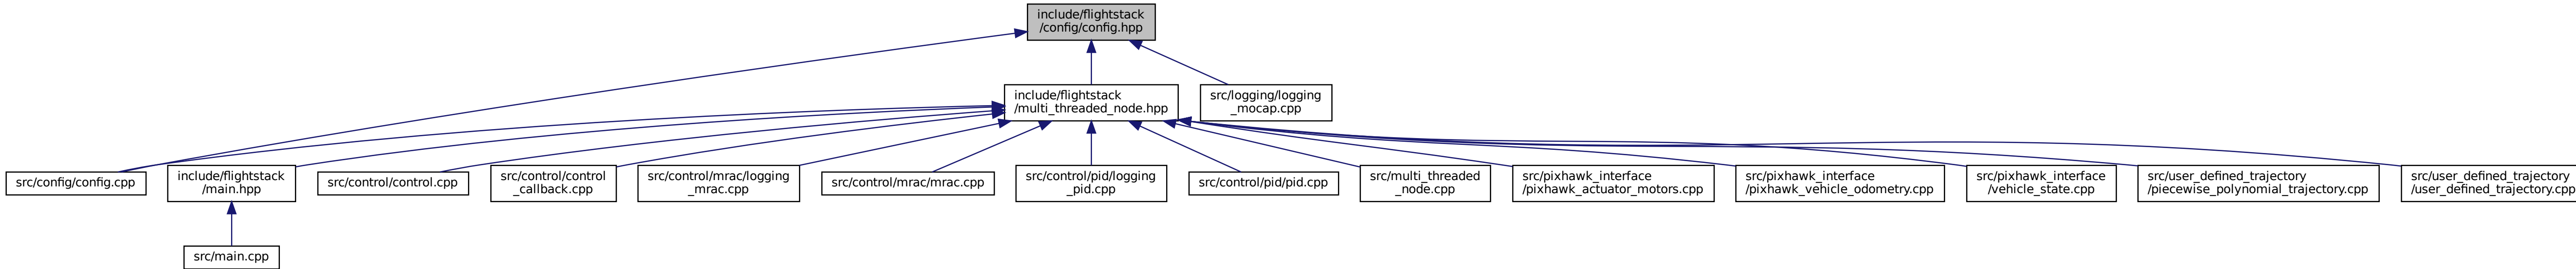 include/flightstack
/config/config.hpp
include/flightstack
/multi_threaded_node.hpp
src/logging/logging
_mocap.cpp
src/config/config.cpp
include/flightstack
/main.hpp
src/control/control.cpp
src/control/control
_callback.cpp
src/control/mrac/logging
_mrac.cpp
src/control/mrac/mrac.cpp
src/control/pid/logging
_pid.cpp
src/control/pid/pid.cpp
src/multi_threaded
_node.cpp
src/pixhawk_interface
/pixhawk_actuator_motors.cpp
src/pixhawk_interface
/pixhawk_vehicle_odometry.cpp
src/pixhawk_interface
/vehicle_state.cpp
src/user_defined_trajectory
/piecewise_polynomial_trajectory.cpp
src/user_defined_trajectory
/user_defined_trajectory.cpp
src/main.cpp